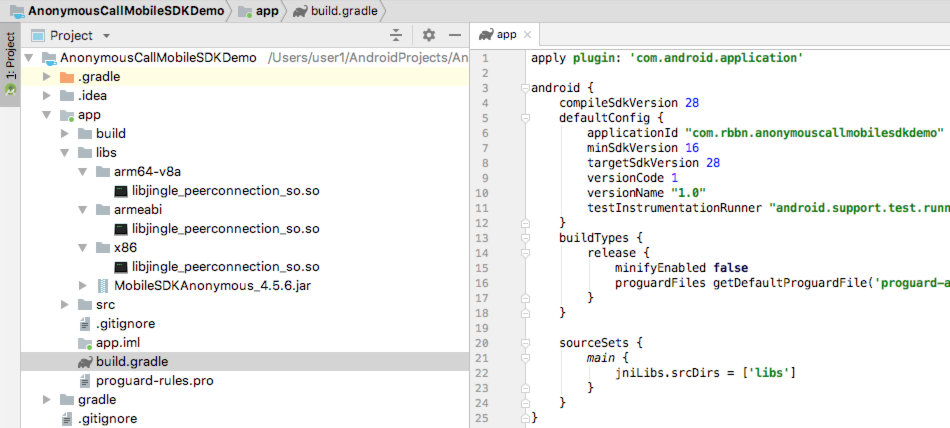 AnonymousCallMobileSDKDemo app build.gradle
1: Project
Project
AnonymousCallMobileSDKDemo /Users/user1/AndroidProjects/An
.gradle
.idea
app
build
libs
arm64-v8a
libjingle_peerconnection_so.so
armeabi
libjingle_peerconnection_so.so
x86
libjingle_peerconnection_so.so
MobileSDKAnonymous_4.5.6.jar
src
.gitignore
app.iml
build.gradle
proguard-rules.pro
gradle
.gitignore
app
1 apply plugin: 'com.android.application'
2
3 android {
4 compileSdkVersion 28
5 defaultConfig {
6 applicationId "com.rbbn.anonymouscallmobilesdkdemo"
7 minSdkVersion 16
8 targetSdkVersion 28
9 versionCode 1
10 versionName "1.0"
11 testInstrumentationRunner "android.support.test.runn
12 }
13 buildTypes {
14 release {
15 minifyEnabled false
16 proguardFiles getDefaultProguardFile('proguard-a
17 }
18 }
19
20 sourceSets {
21 main {
22 jniLibs.srcDirs = ['libs']
23 }
24 }
25 }